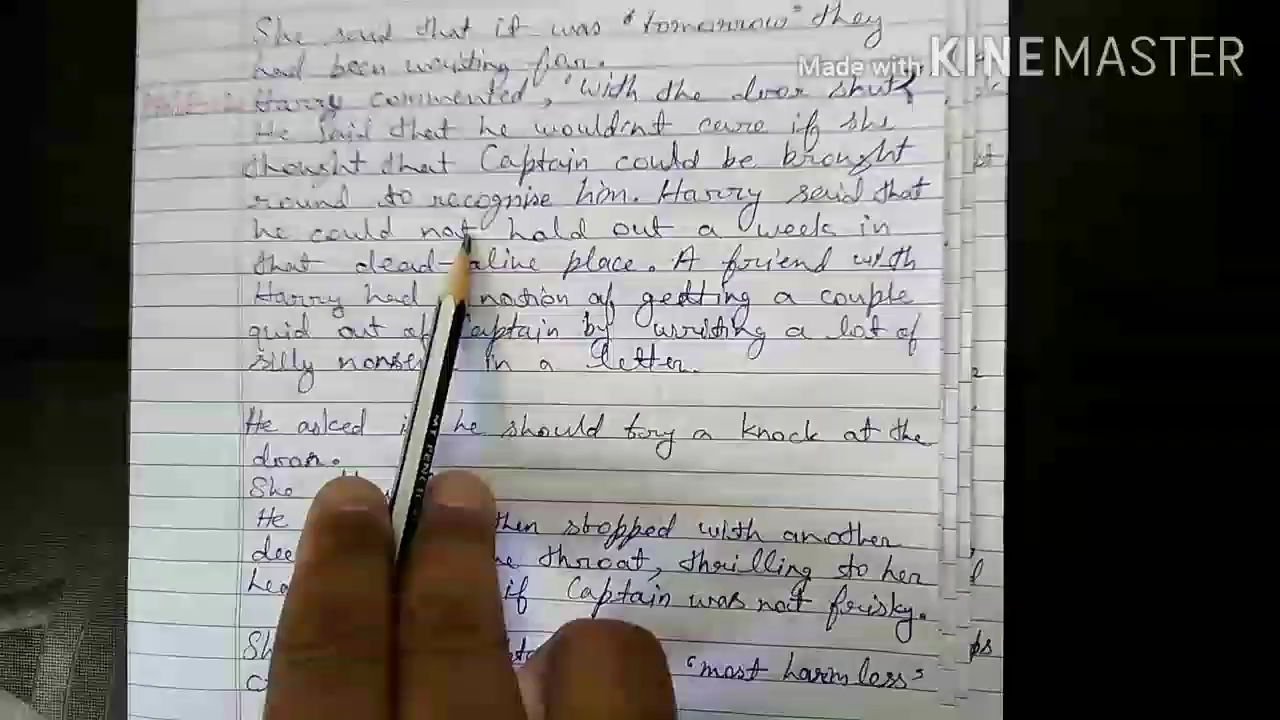 She said that it was "tomorrow" they
had been waiting for.
Made with KINEMASTER
Harry commented, "with the door shut"
He said that he wouldn't care if she
thought that Captain could be brought
round to recognise him. Harry said that
he could not hold out a week in
that dead-alive place. A friend with
Harry had notion of getting a couple
quid out of Captain by writing a lot of
silly in a letter.
He asked he should try a knock at the
door.
She
He then stopped with another
throat, thrilling to her
if Captain was not frisky.
"most harmless"